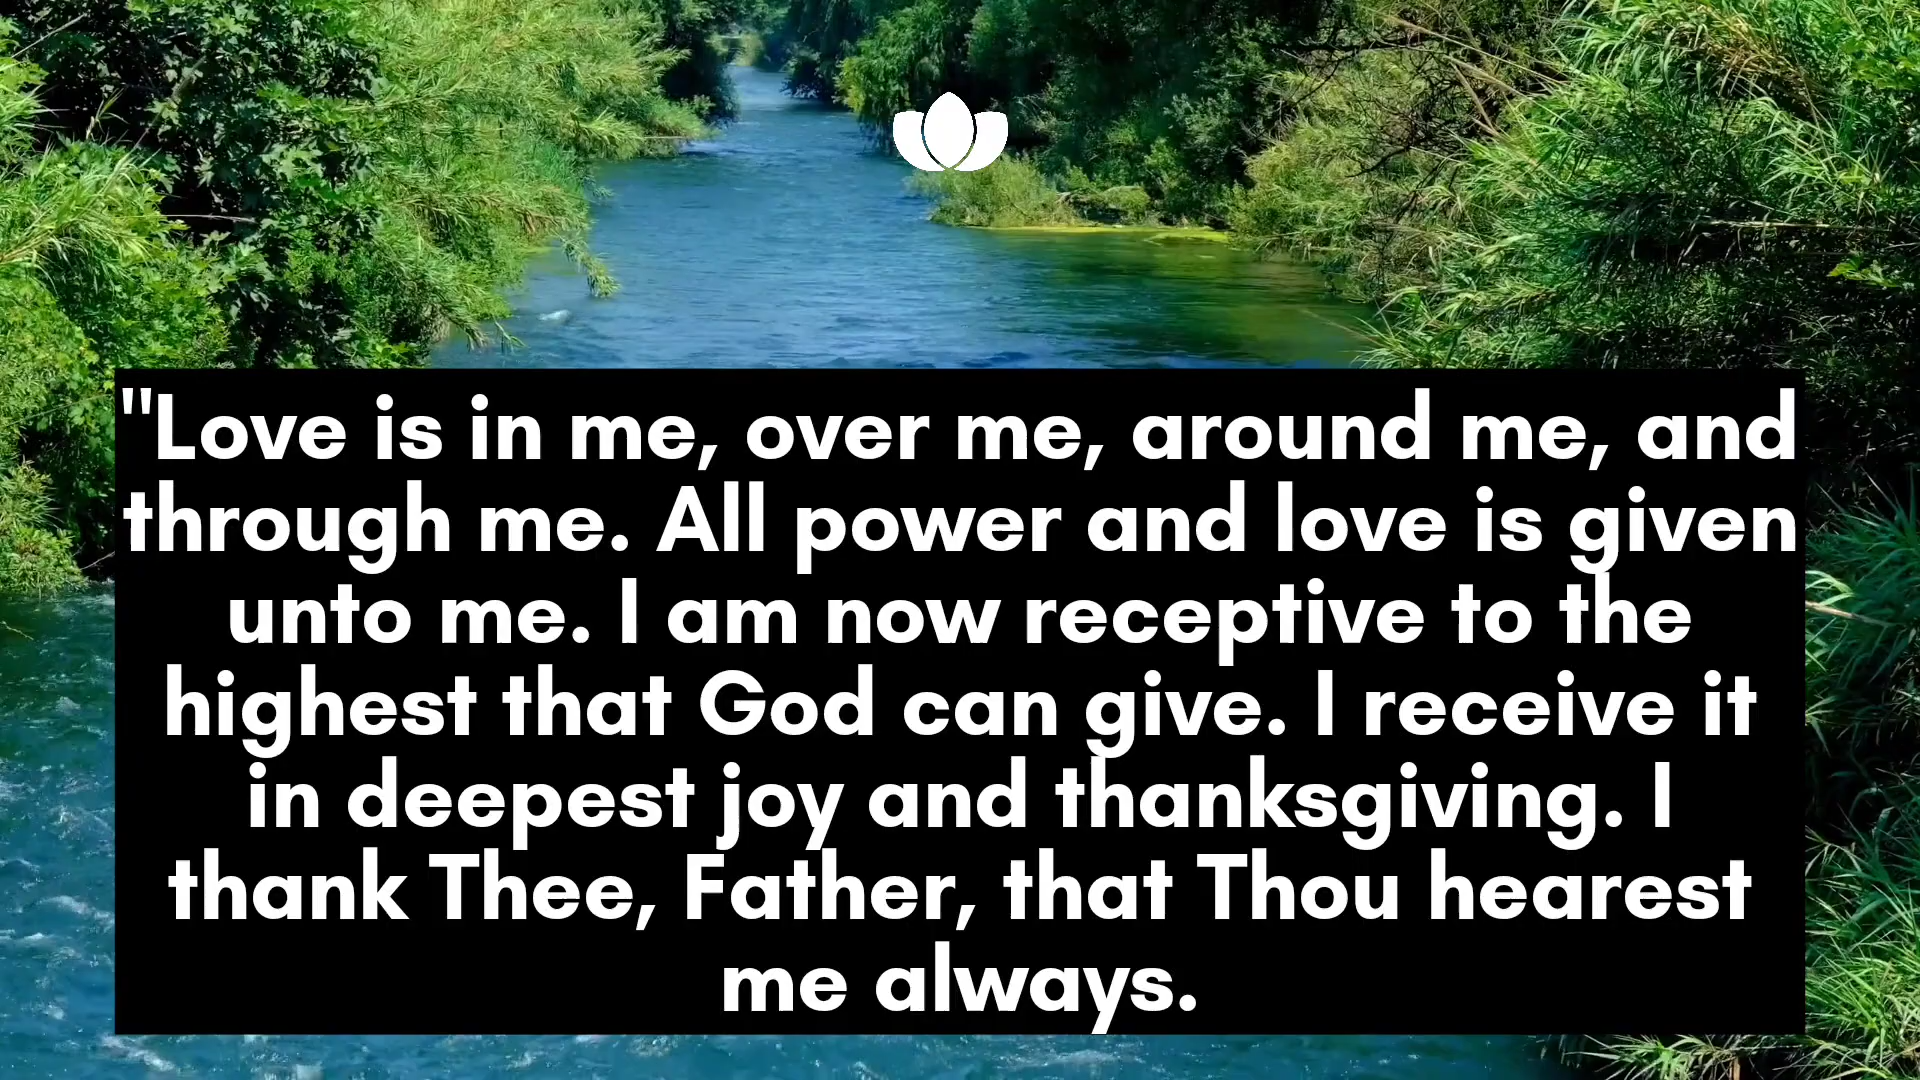 "Love is in me, over me, around me, and
through me. All power and love is given
unto me. I am now receptive to the
highest that God can give. I receive it
in deepest joy and thanksgiving. I
thank Thee, Father, that Thou hearest
me always.